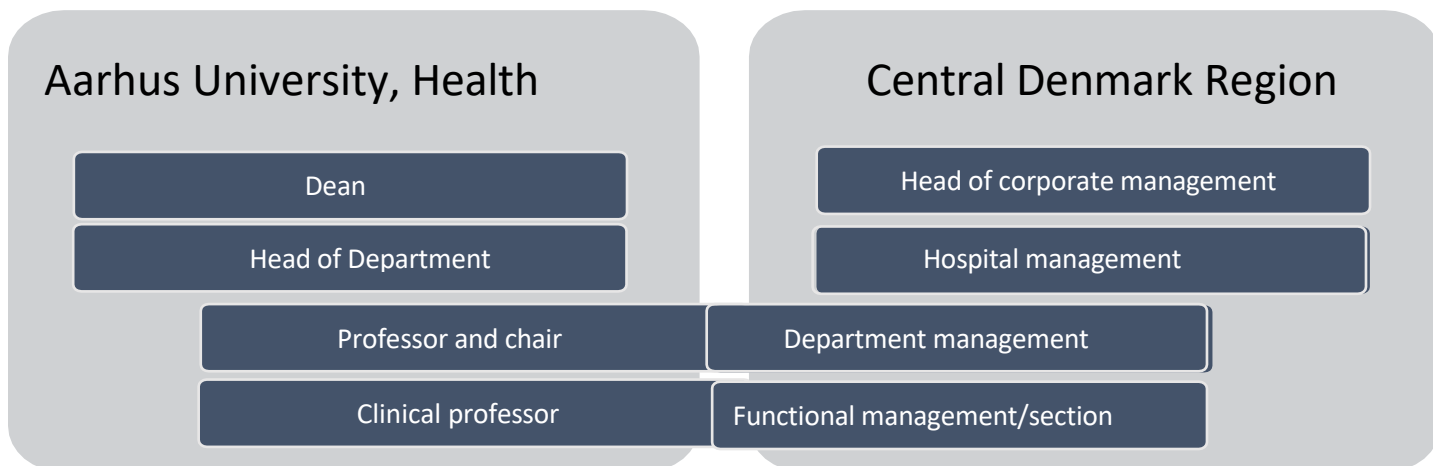 Aarhus University, Health
Dean
Head of Department
Professor and chair
Clinical professor
Central Denmark Region
Head of corporate management
Hospital management
Department management
Functional management/section